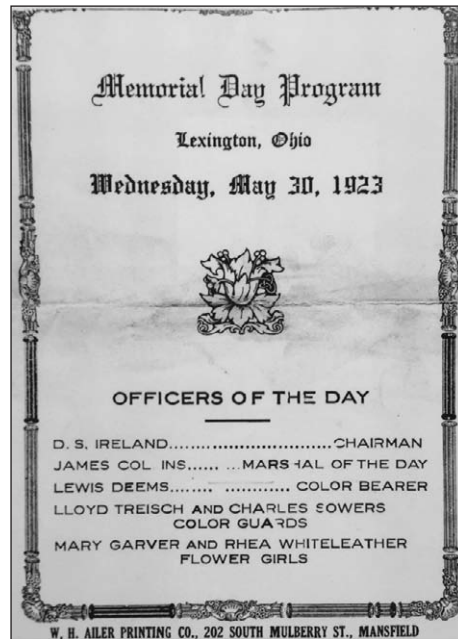 Memorial Day Program
Lexington, Ohio
Wednesday, May 30, 1923
OFFICERS OF THE DAY
D. S. IRELAND..............................CHAIRMAN
JAMES COL INS...... ...MARSHAL OF THE DAY
LEWIS DEEMS........ ............ COLOR BEARER
LLOYD TREISCH AND CHARLES SOWERS
COLOR GUARDS
MARY GARVER AND RHEA WHITELEATHER
FLOWER GIRLS
W. H. AILER PRINTING CO., 202 SOUTH MULBERRY ST., MANSFIELD